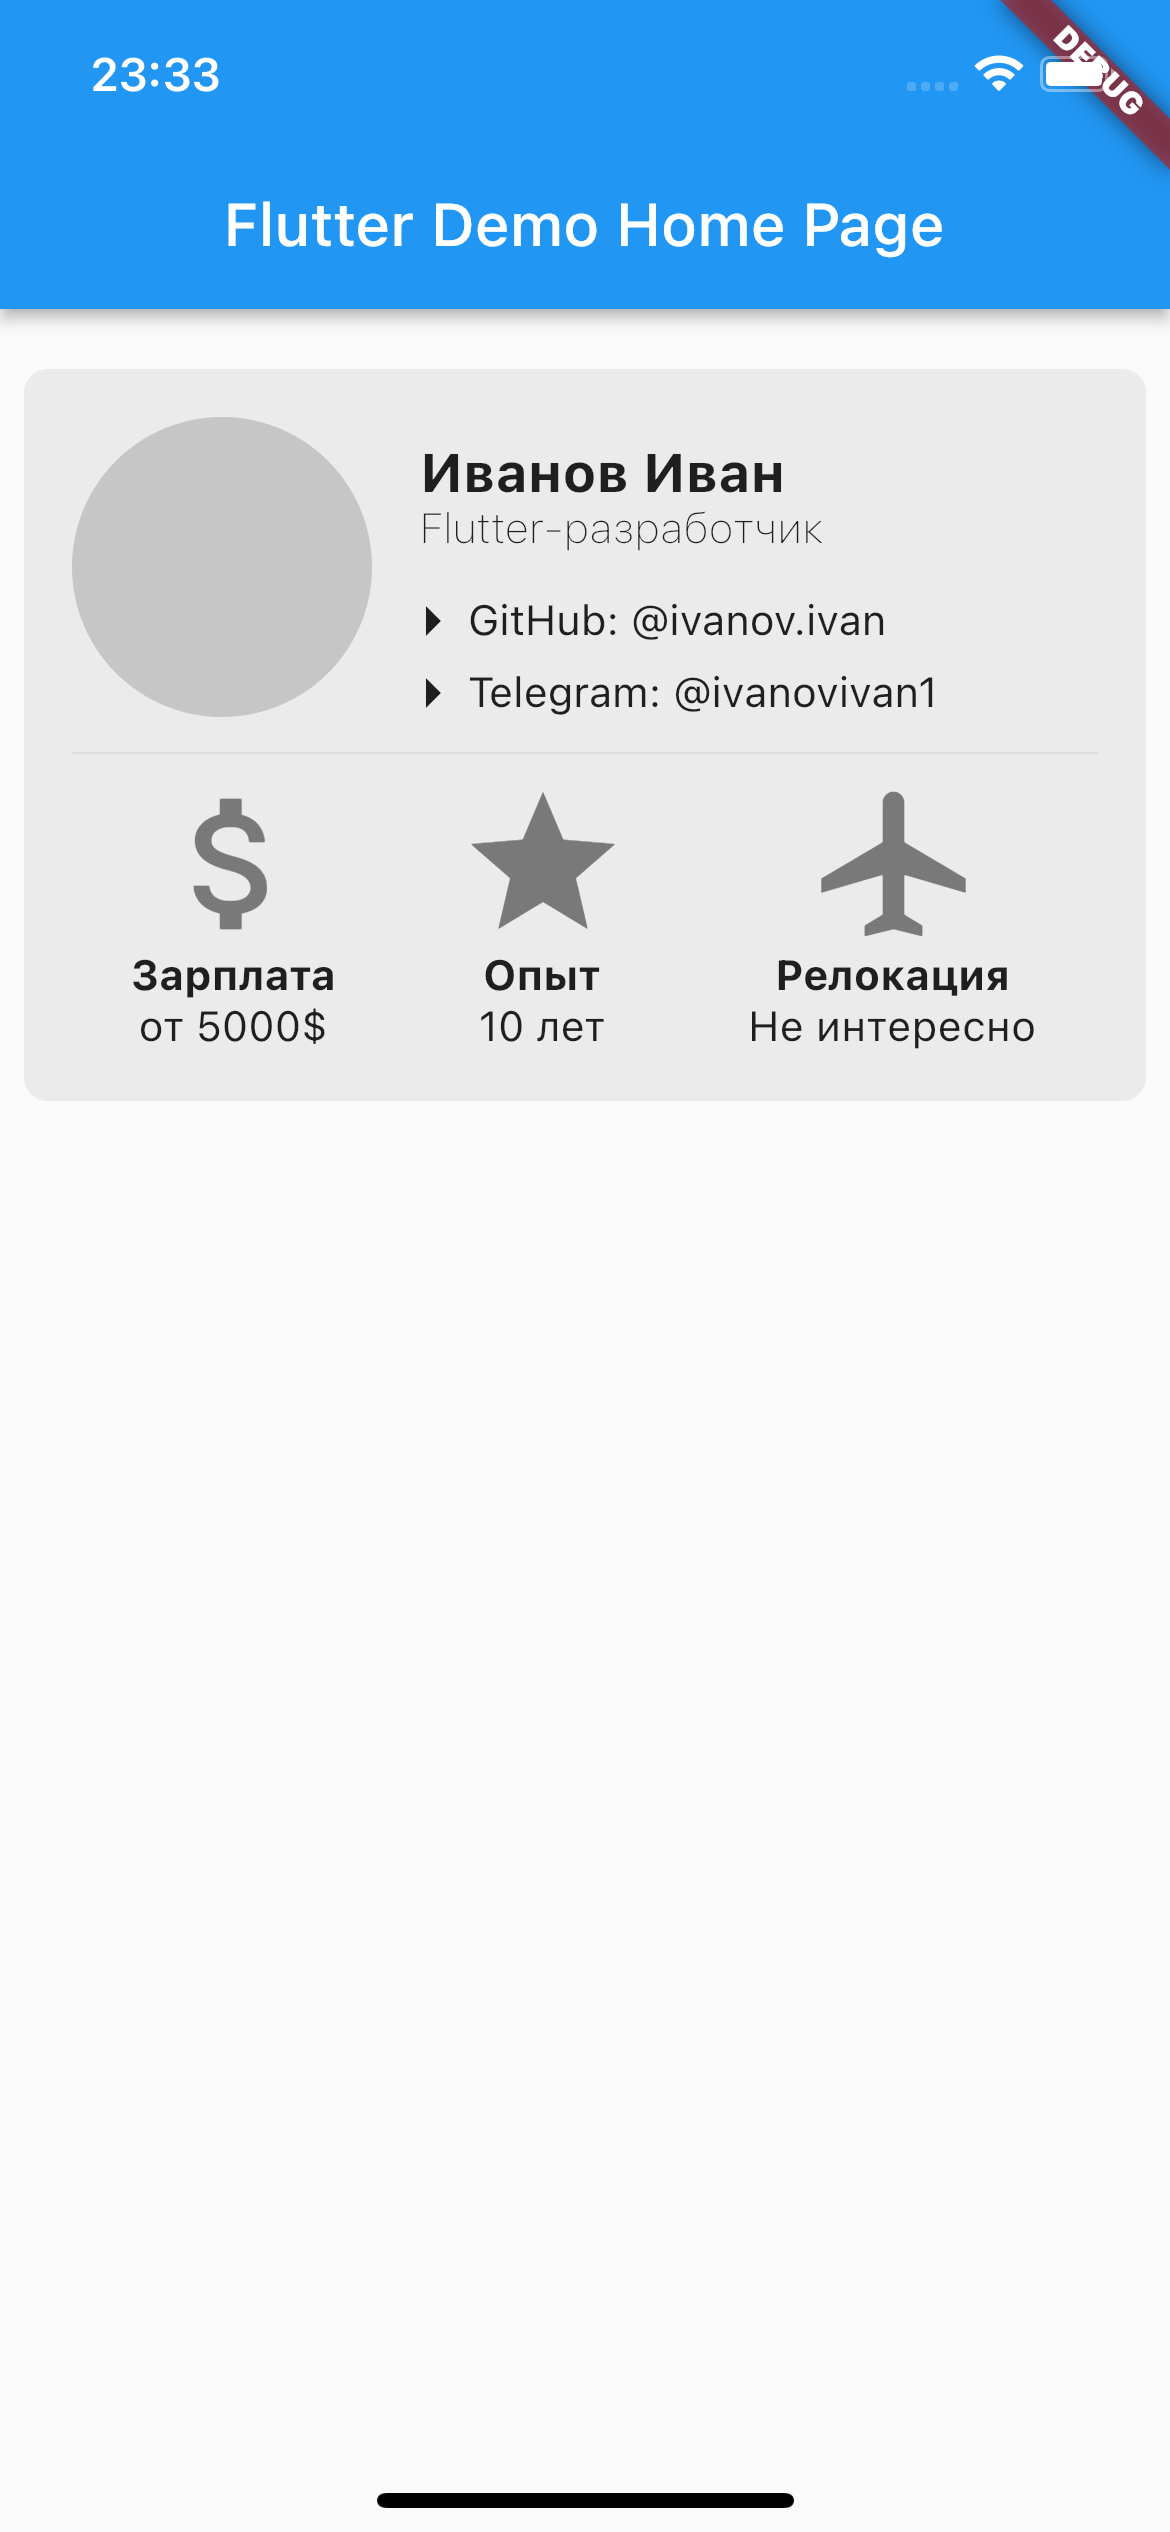 23:33
DEBUG
Flutter Demo Home Page
Иванов Иван
Flutter-разработчик
GitHub: @ivanov.ivan
Telegram: @ivanovivan1
Зарплата Опыт Релокация
от 5000$ 10 лет Не интересно